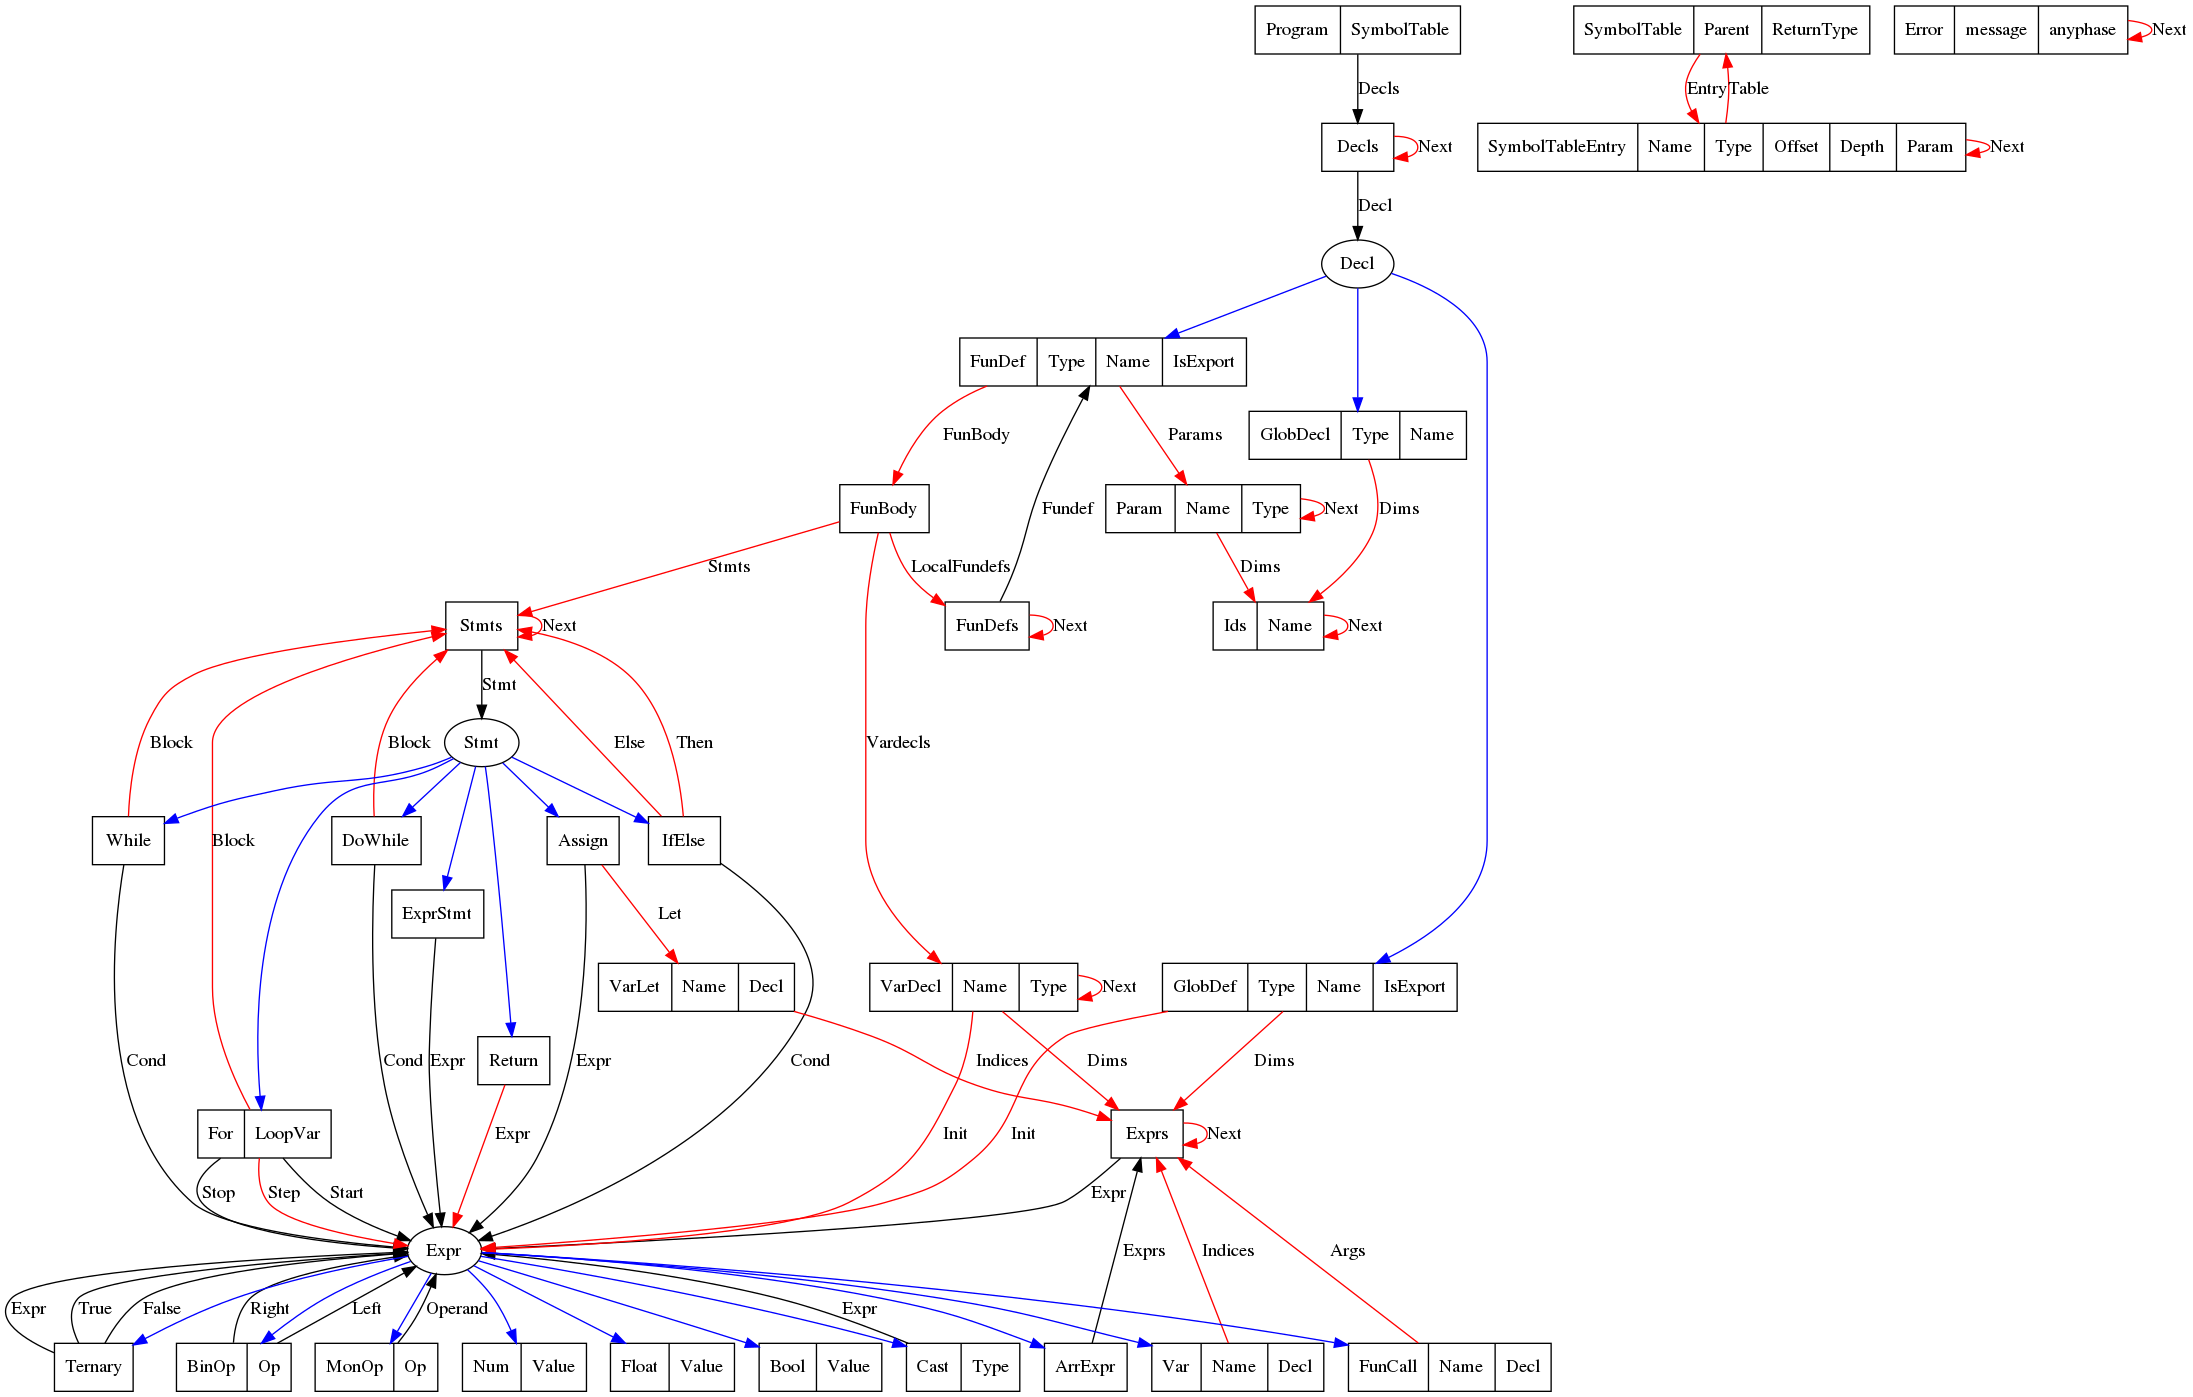 Program SymbolTable
SymbolTable Parent ReturnType
Error message anyphase
Next
Decls
Entry
Table
Decls
Next
SymbolTableEntry Name Type Offset Depth Param
Next
Decl
Decl
FunDef Type Name IsExport
FunBody
Params
GlobDecl Type Name
FunBody
Fundef
Param Name Type
Next
Dims
Stmts
LocalFundefs
Dims
Stmts
Next
FunDefs
Next
Ids Name
Next
Stmt
Block
Block
Stmt
Else
Then
Vardecls
While
Block
DoWhile
Assign
IfElse
ExprStmt
Let
VarLet Name Decl
VarDecl Name Type
Next
GlobDef Type Name IsExport
Cond
Cond
Expr
Return
Expr
Cond
Indices
Dims
Dims
For LoopVar
Expr
Init
Init
Exprs
Next
Stop
Step
Start
Expr
Expr
Exprs
Indices
Args
Expr
True
False
Right
Left
Operand
Expr
Ternary
BinOp Op
MonOp Op
Num Value
Float Value
Bool Value
Cast Type
ArrExpr
Var Name Decl
FunCall Name Decl